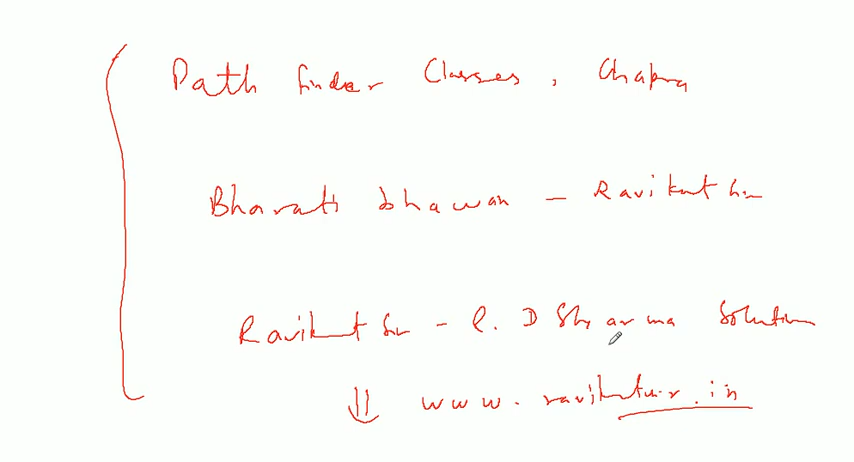 Path finder Classes, Chapra
Bharati bhawan - Ravikant Sir
Ravikant Sir - R. D Sharma Solution
⇓ www.ravikantsir.in